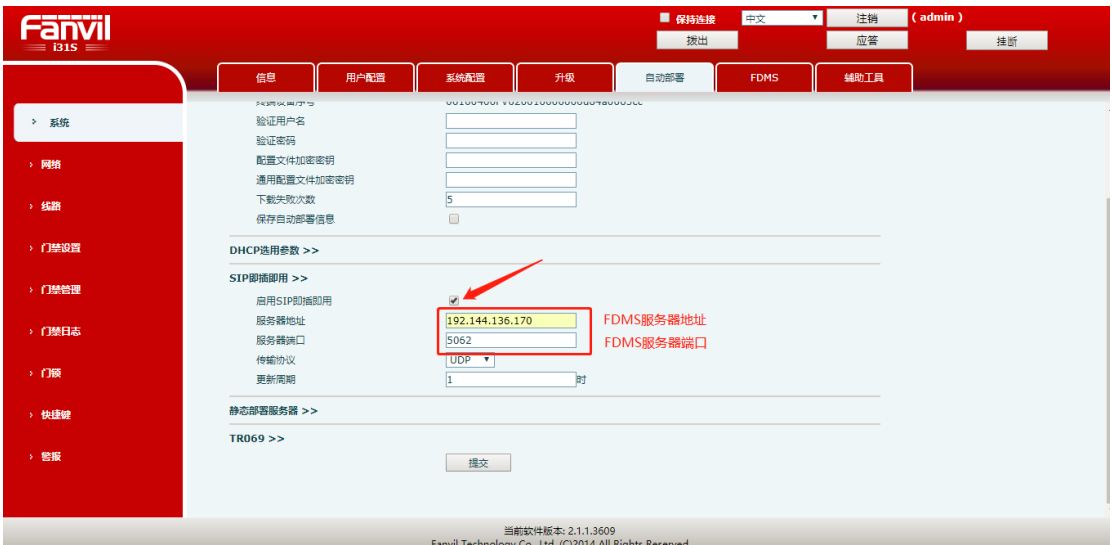 Fanvil
i31S
保持连接
中文
注销
( admin )
拨出
应答
挂断
信息
用户配置
系统配置
升级
自动部署
FDMS
辅助工具
› 系统
› 网络
› 线路
› 门禁设置
› 门禁管理
› 门禁日志
› 门锁
› 快捷键
› 警报
验证用户名
验证密码
配置文件加密密钥
通用配置文件加密密钥
下载失败次数 5
保存自动部署信息
DHCP选用参数 >>
SIP即插即用 >>
启用SIP即插即用
服务器地址 192.144.136.170 FDMS服务器地址
服务器端口 5062 FDMS服务器端口
传输协议 UDP
更新周期 1 时
静态部署服务器 >>
TR069 >>
提交
当前软件版本: 2.1.1.3609
Fanvil Technology Co., Ltd. (C)2014 All Rights Reserved.